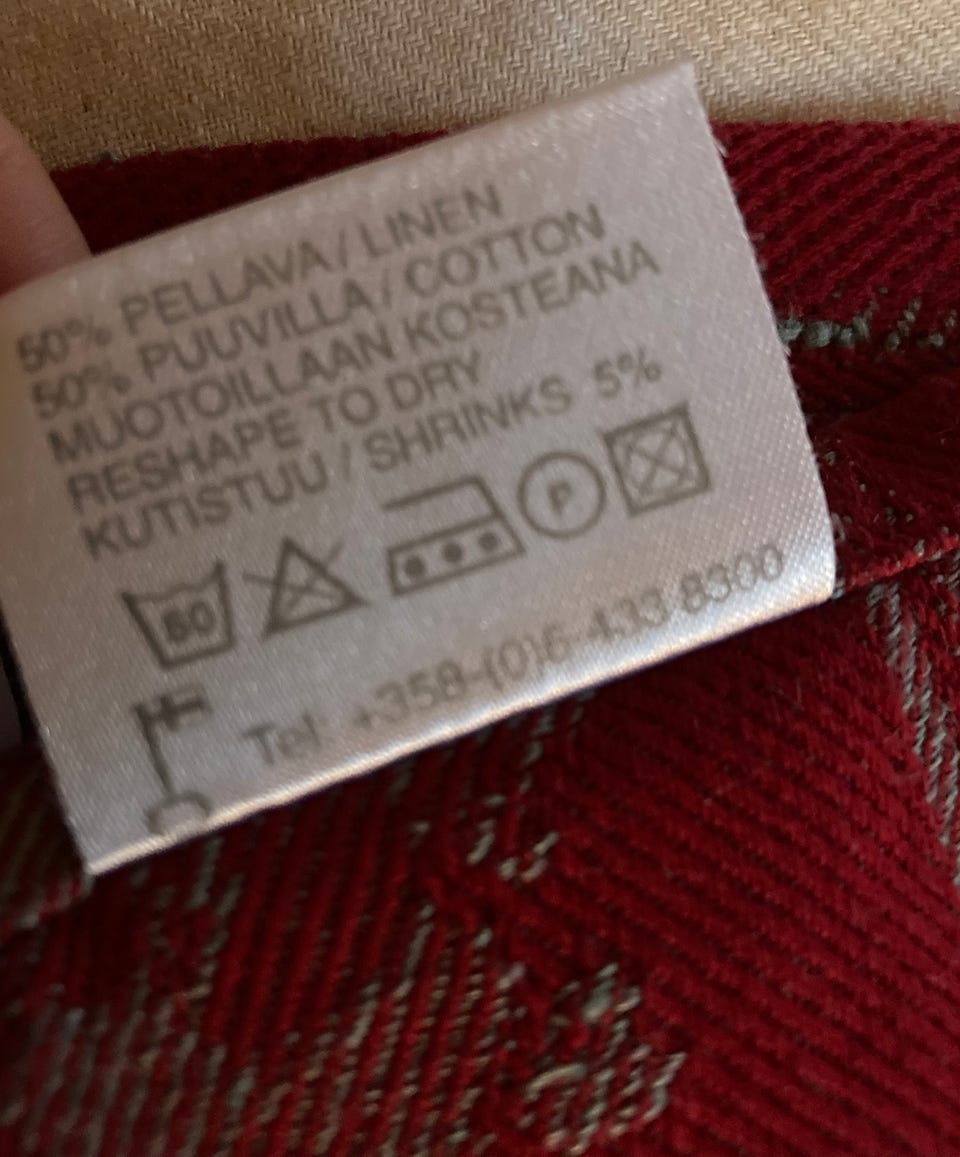 50% PELLAVA / LINEN
50% PUUVILLA / COTTON
MUOTOILLAAN KOSTEANA
RESHAPE TO DRY
KUTISTUU / SHRINKS 5%
60
P
Tel: +358-(0)6-433 8300